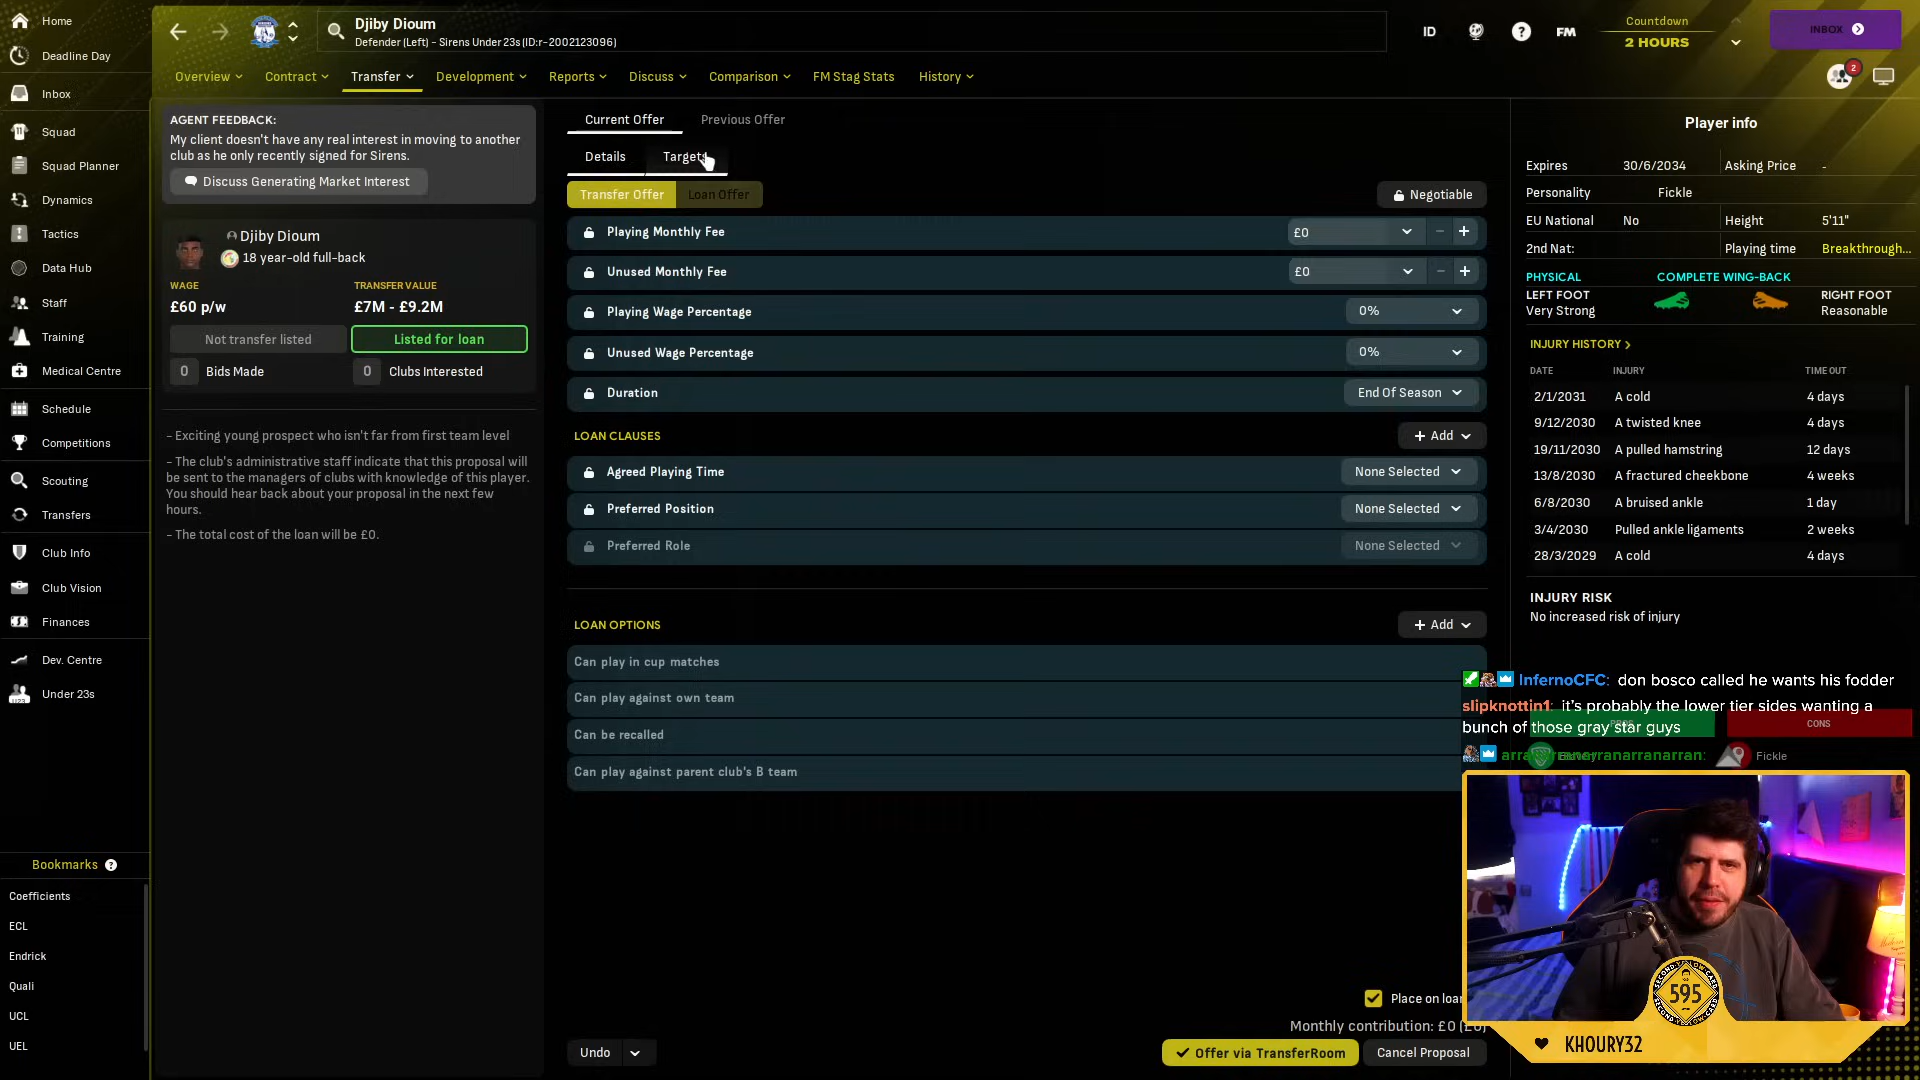 Home
Deadline Day
Inbox
Squad
Squad Planner
Dynamics
Tactics
Data Hub
Staff
Training
Medical Centre
Schedule
Competitions
Scouting
Transfers
Club Info
Club Vision
Finances
Dev. Centre
Under 23s
Bookmarks ?
Coefficients
ECL
Endrick
Quali
UCL
UEL
Djiby Dioum
Defender (Left) - Sirens Under 23s (ID:r-2002123096)
ID
?
FM
Countdown
2 HOURS
INBOX
2
Overview
Contract
Transfer
Development
Reports
Discuss
Comparison
FM Stag Stats
History
AGENT FEEDBACK:
My client doesn't have any real interest in moving to another
club as he only recently signed for Sirens.
Discuss Generating Market Interest
Djiby Dioum
18 year-old full-back
WAGE TRANSFER VALUE
£60 p/w £7M - £9.2M
Not transfer listed Listed for loan
0 Bids Made 0 Clubs Interested
- Exciting young prospect who isn't far from first team level
- The club's administrative staff indicate that this proposal will
be sent to the managers of clubs with knowledge of this player.
You should hear back about your proposal in the next few
hours.
- The total cost of the loan will be £0.
Current Offer Previous Offer
Details Targets
Transfer Offer Loan Offer Negotiable
Playing Monthly Fee £0
Unused Monthly Fee £0
Playing Wage Percentage 0%
Unused Wage Percentage 0%
Duration End Of Season
LOAN CLAUSES + Add
Agreed Playing Time None Selected
Preferred Position None Selected
Preferred Role None Selected
LOAN OPTIONS + Add
Can play in cup matches
Can play against own team
Can be recalled
Can play against parent club's B team
Place on loan
Monthly contribution: £0 (£0
Undo
Offer via TransferRoom
Cancel Proposal
Player info
Expires 30/6/2034 Asking Price -
Personality Fickle
EU National No Height 5'11"
2nd Nat: Playing time Breakthrough...
PHYSICAL COMPLETE WING-BACK
LEFT FOOT RIGHT FOOT
Very Strong Reasonable
INJURY HISTORY >
DATE INJURY TIME OUT
2/1/2031 A cold 4 days
9/12/2030 A twisted knee 4 days
19/11/2030 A pulled hamstring 12 days
13/8/2030 A fractured cheekbone 4 weeks
6/8/2030 A bruised ankle 1 day
3/4/2030 Pulled ankle ligaments 2 weeks
28/3/2029 A cold 4 days
INJURY RISK
No increased risk of injury
InfernoCFC: don bosco called he wants his fodder
slipknottin1: it's probably the lower tier sides wanting a
bunch of those gray star guys
PROS CONS
Fickle
595
KHOURY32